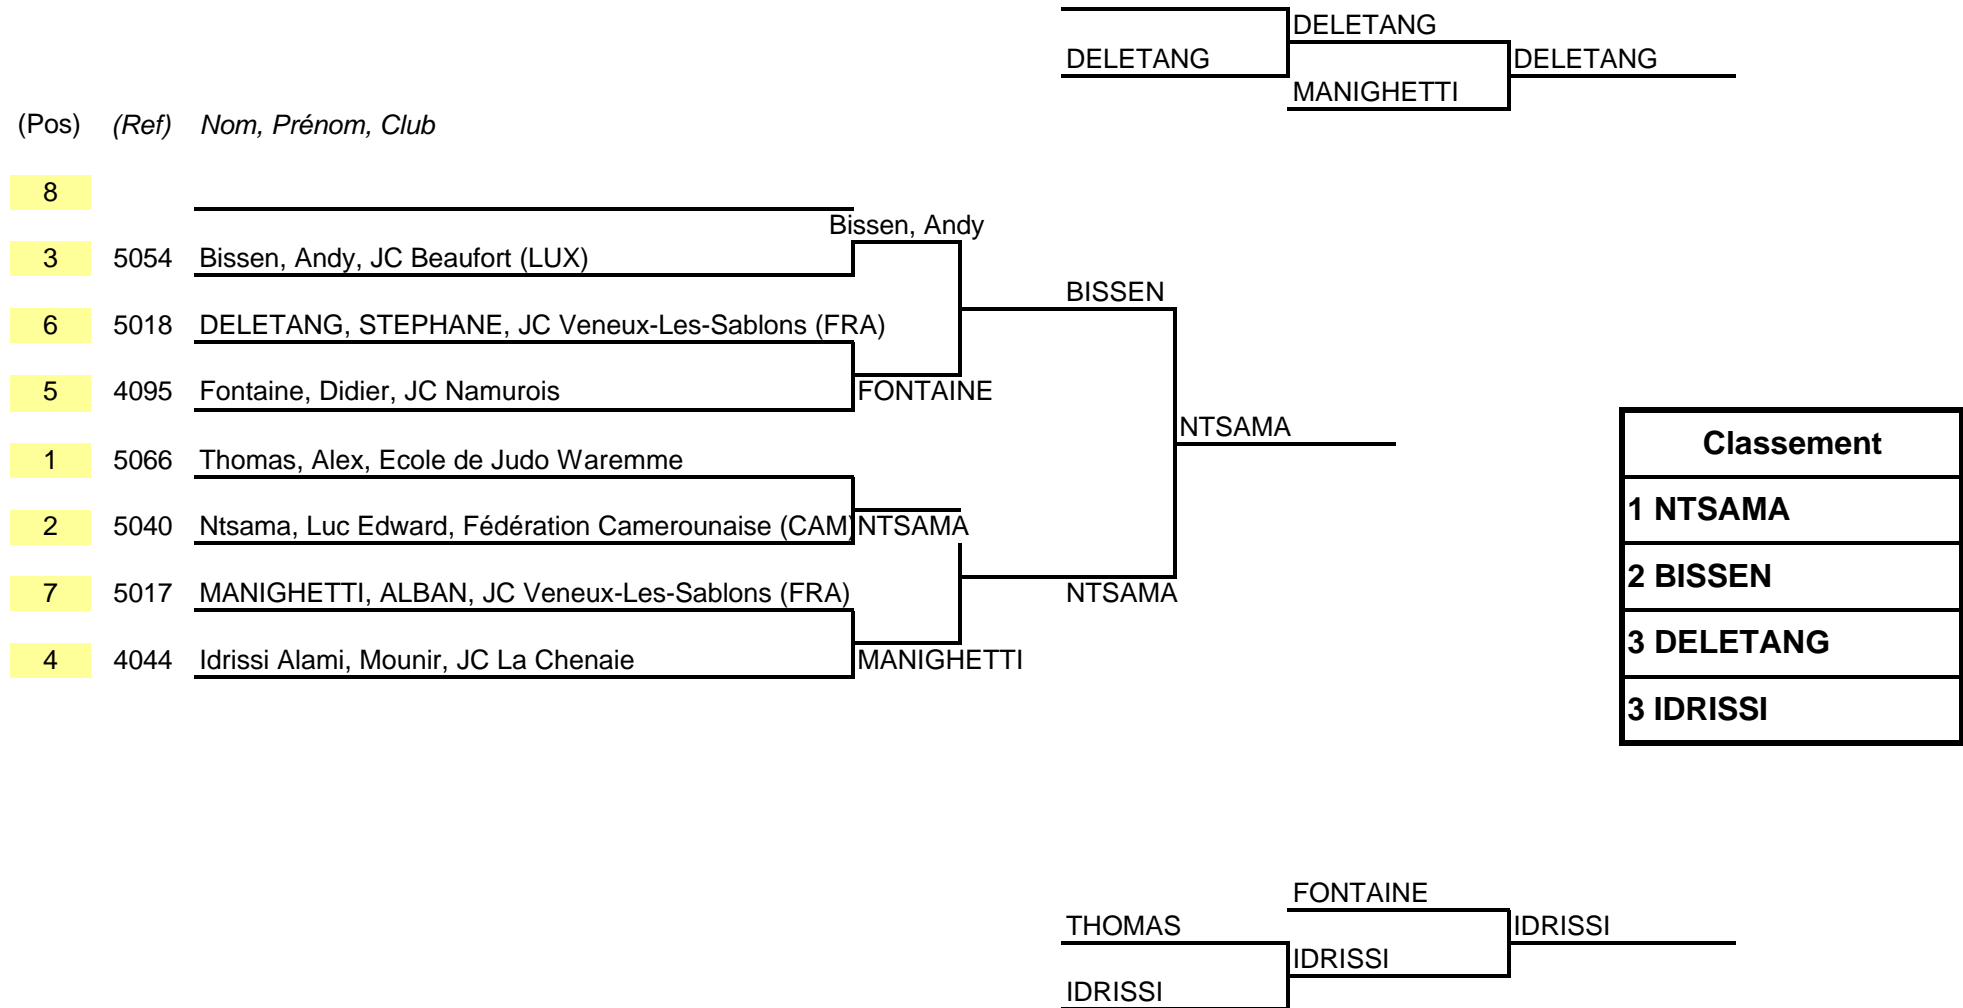 DELETANG
DELETANG
DELETANG
MANIGHETTI
(Pos) (Ref) Nom, Prénom, Club
8
Bissen, Andy
3 5054 Bissen, Andy, JC Beaufort (LUX)
BISSEN
6 5018 DELETANG, STEPHANE, JC Veneux-Les-Sablons (FRA)
5 4095 Fontaine, Didier, JC Namurois FONTAINE
NTSAMA
Classement
1 5066 Thomas, Alex, Ecole de Judo Waremme
1 NTSAMA
2 5040 Ntsama, Luc Edward, Fédération Camerounaise (CAM) NTSAMA
2 BISSEN
7 5017 MANIGHETTI, ALBAN, JC Veneux-Les-Sablons (FRA) NTSAMA
3 DELETANG
4 4044 Idrissi Alami, Mounir, JC La Chenaie MANIGHETTI
3 IDRISSI
FONTAINE
THOMAS IDRISSI
IDRISSI
IDRISSI